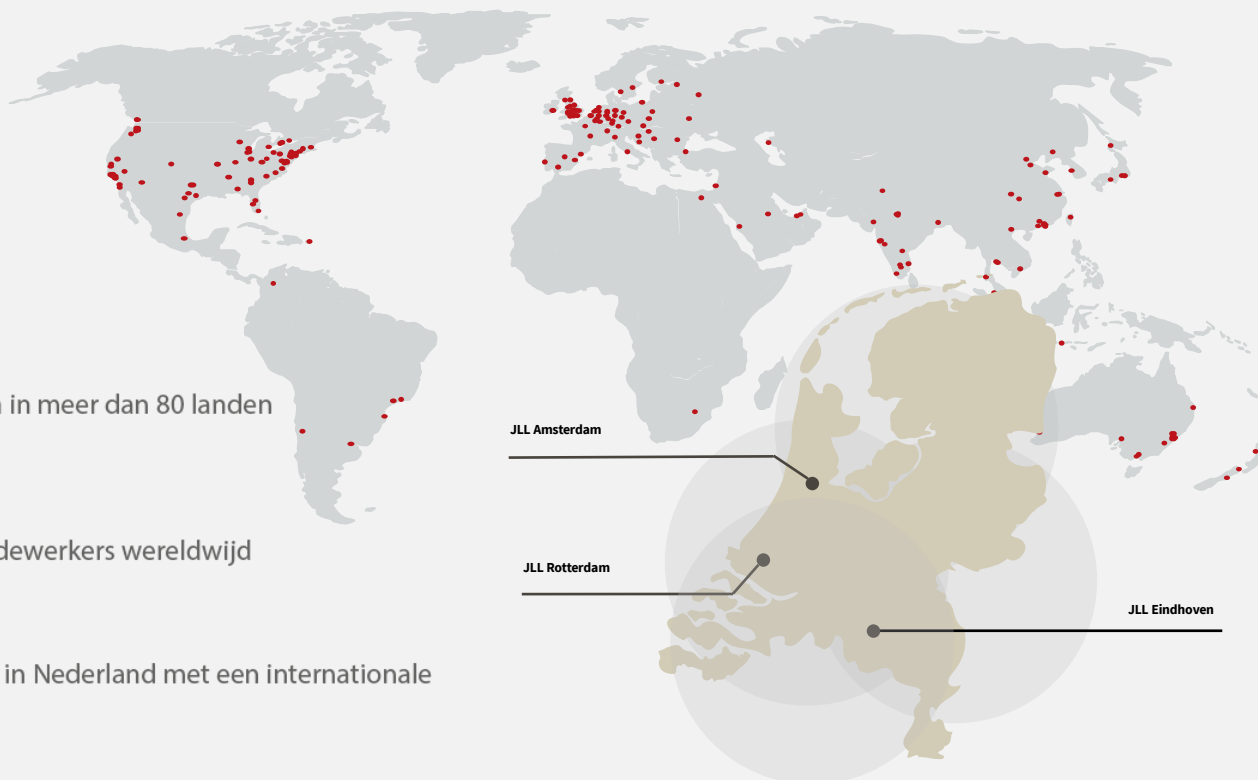 in meer dan 80 landen
JLL Amsterdam
dewerkers wereldwijd
JLL Rotterdam
JLL Eindhoven
in Nederland met een internationale